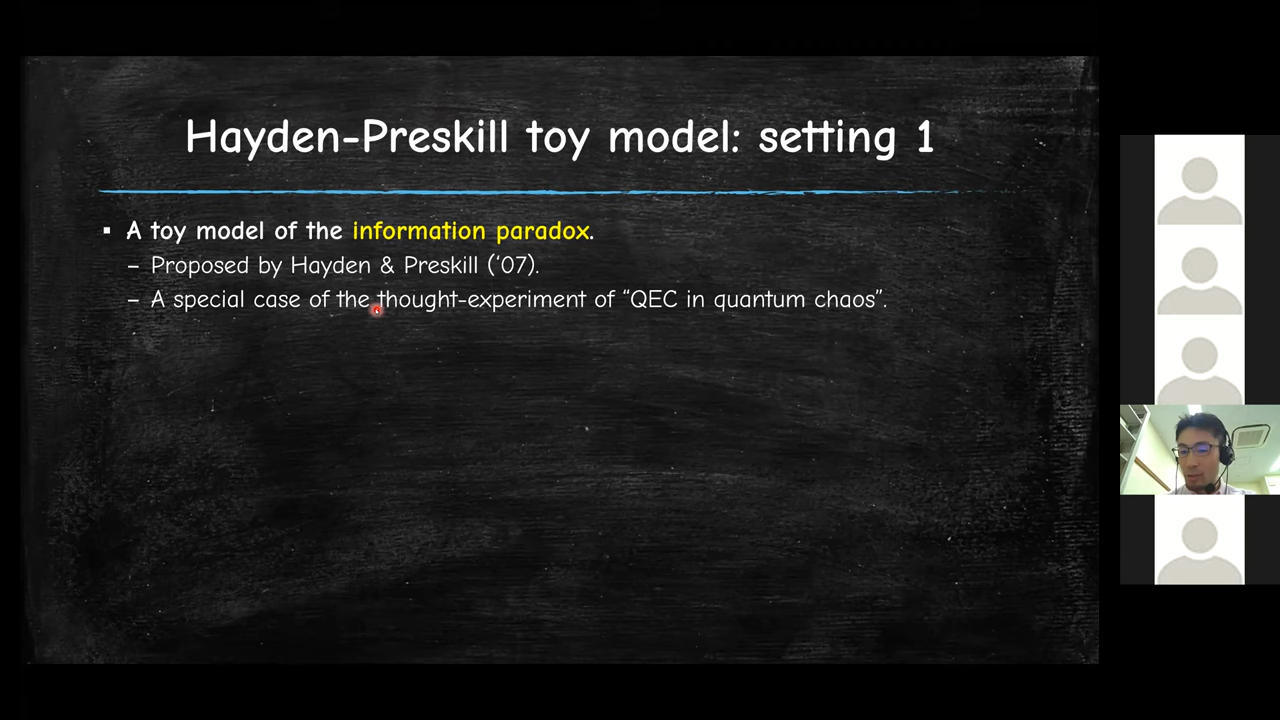 Hayden-Preskill toy model: setting 1
▪ A toy model of the information paradox.
– Proposed by Hayden & Preskill (‘07).
– A special case of the thought-experiment of “QEC in quantum chaos”.